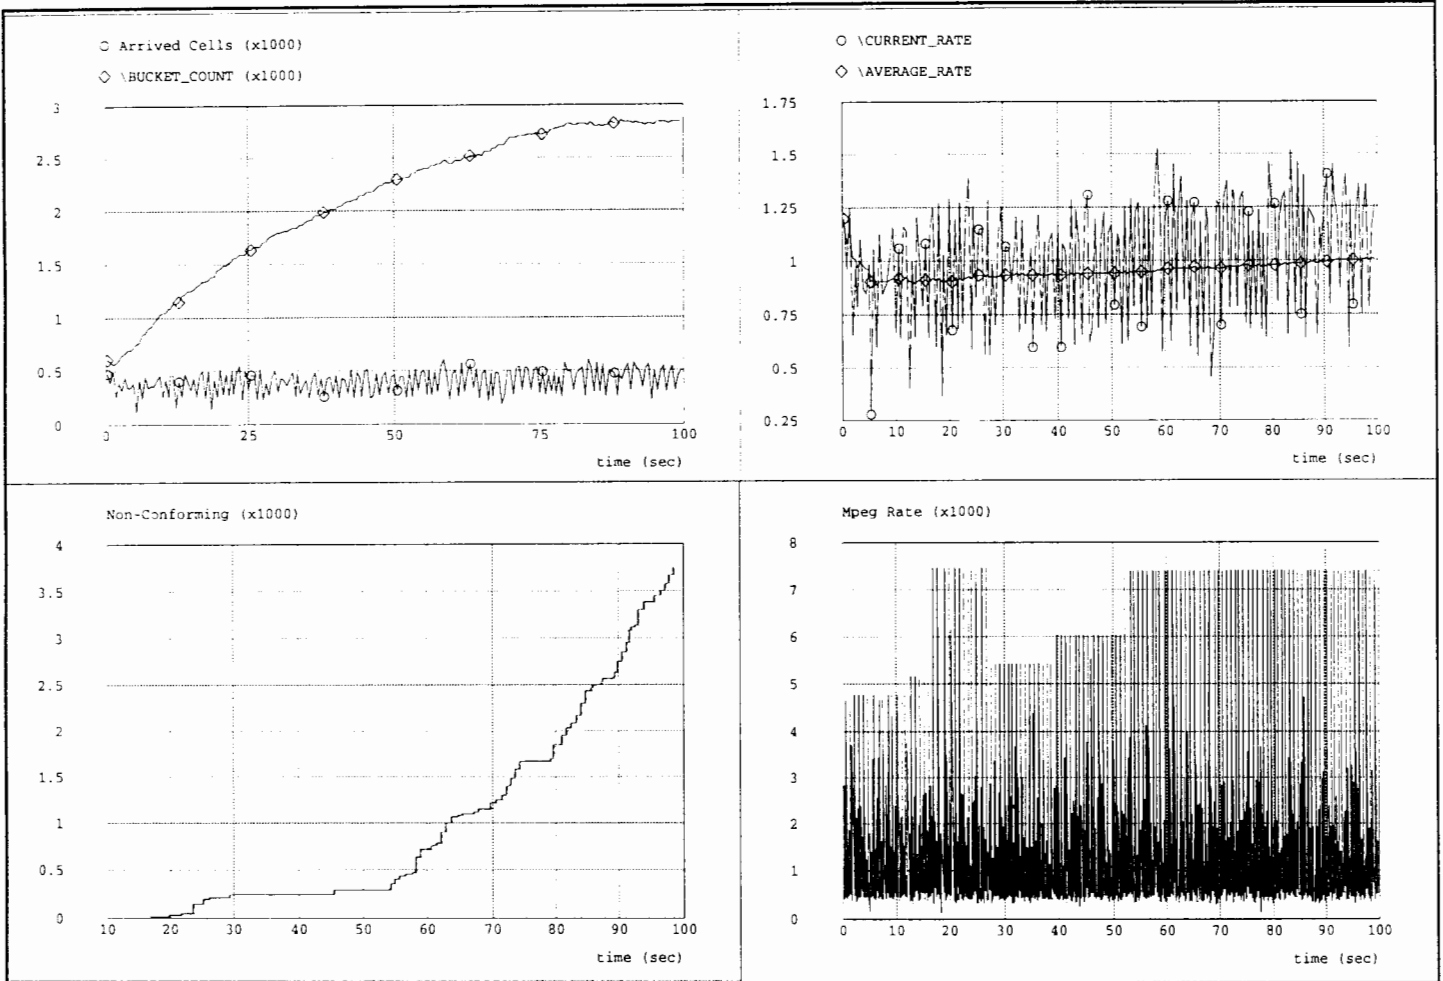 Arrived Cells (x1000)
\BUCKET_COUNT (x1000)
3
2.5
2
1.5
1
0.5
0
0
25
50
75
100
time (sec)
\CURRENT_RATE
\AVERAGE_RATE
1.75
1.5
1.25
1
0.75
0.5
0.25
0 10 20 30 40 50 60 70 80 90 100
time (sec)
Non-Conforming (x1000)
4
3.5
3
2.5
2
1.5
1
0.5
0
10 20 30 40 50 60 70 80 90 100
time (sec)
Mpeg Rate (x1000)
8
7
6
5
4
3
2
1
0
0 10 20 30 40 50 60 70 80 90 100
time (sec)